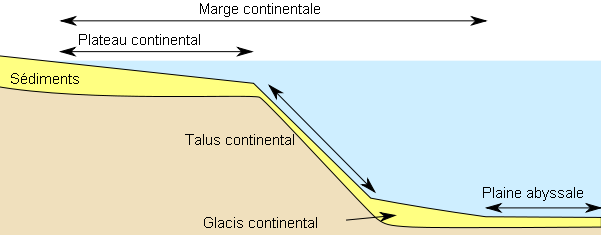 Marge continentale
Plateau continental
Sédiments
Talus continental
Plaine abyssale
Glacis continental